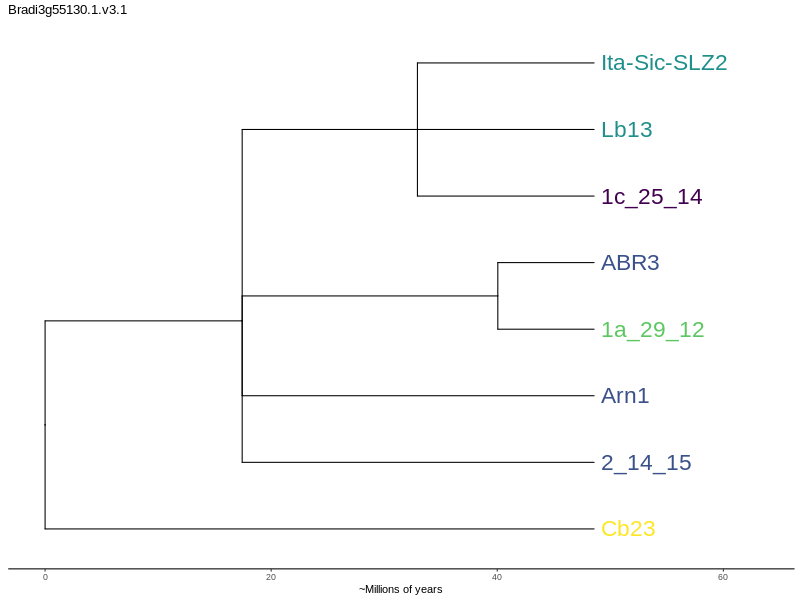 Bradi3g55130.1.v3.1
Ita-Sic-SLZ2
Lb13
1c_25_14
ABR3
1a_29_12
Arn1
2_14_15
Cb23
0 20 40 60
~Millions of years